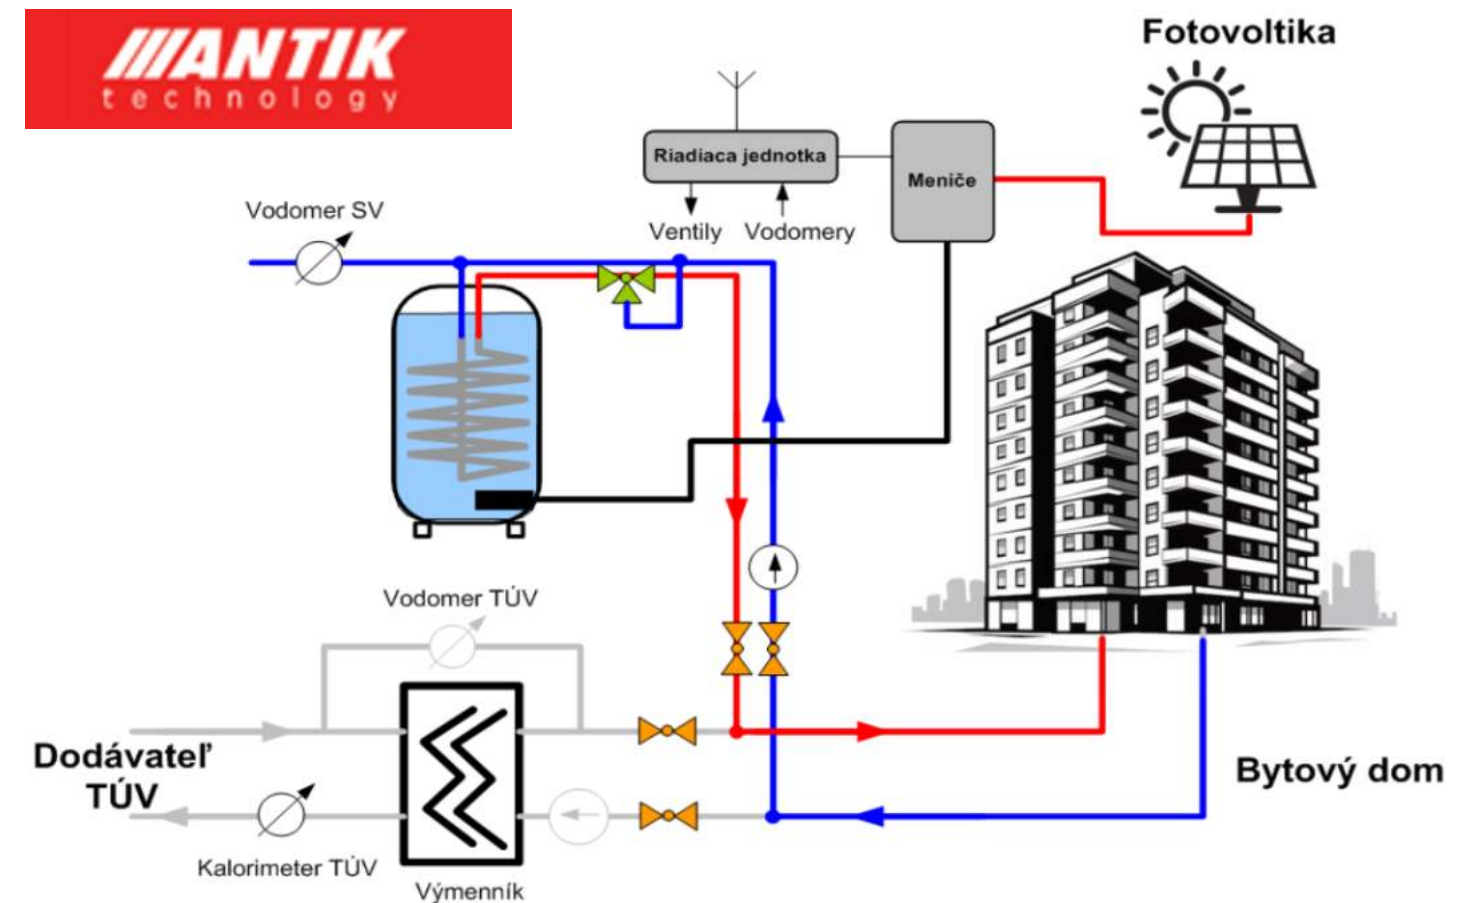 ANTIK
technology
Fotovoltika
Riadiaca jednotka
Meniče
Vodomer SV
Ventily
Vodomery
Vodomer TÚV
Dodávateľ
TÚV
Bytový dom
Kalorimeter TÚV
Výmenník